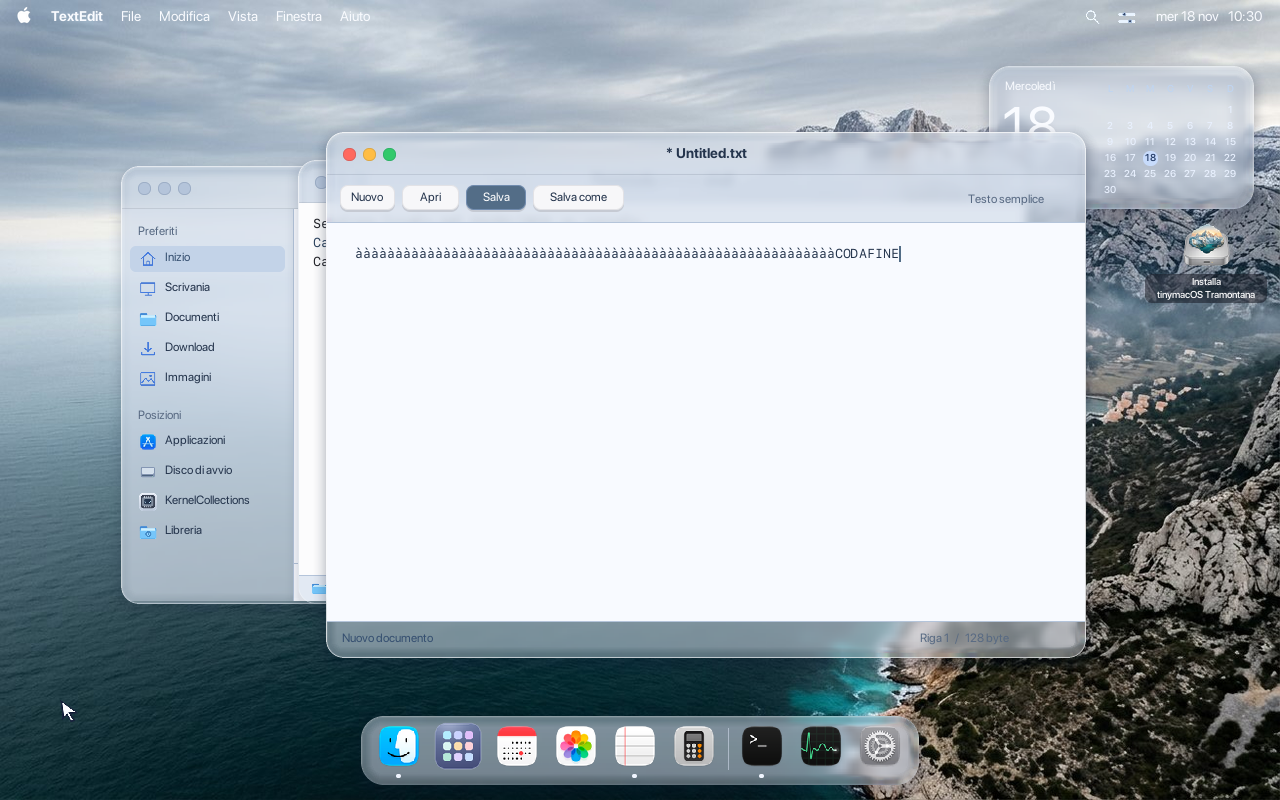 TextEdit File Modifica Vista Finestra Aiuto mer 18 nov 10:30
Mercoledì
18
1
2 3 4 5 6 7 8
9 10 11 12 13 14 15
16 17 18 19 20 21 22
23 24 25 26 27 28 29
30
* Untitled.txt
Nuovo Apri Salva Salva come Testo semplice
ààààààààààààààààààààààààààààààààààààààààààààààààààààààààààààCODAFINE
Preferiti
Inizio
Scrivania
Documenti
Download
Immagini
Posizioni
Applicazioni
Disco di avvio
KernelCollections
Libreria
Se
Ca
Ca
Installa
tinymacOS Tramontana
Nuovo documento Riga 1 / 128 byte